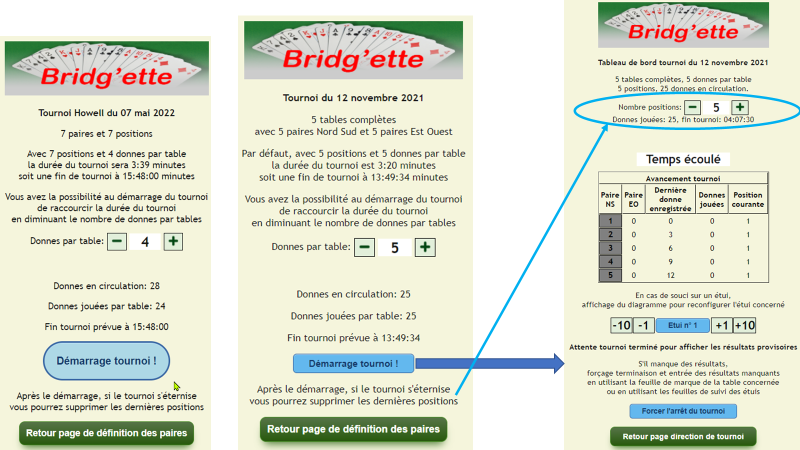 Bridg'ette
Tournoi Howell du 07 mai 2022
7 paires et 7 positions
Avec 7 positions et 4 donnes par table
la durée du tournoi sera 3:39 minutes
soit une fin de tournoi à 15:48:00 minutes
Vous avez la possibilité au démarrage du tournoi
de raccourcir la durée du tournoi
en diminuant le nombre de donnes par tables
Donnes par table: − 4 +
Donnes en circulation: 28
Donnes jouées par table: 24
Fin tournoi prévue à 15:48:00
Démarrage tournoi !
Après le démarrage, si le tournoi s'éternise
vous pourrez supprimer les dernières positions
Retour page de définition des paires
Bridg'ette
Tournoi du 12 novembre 2021
5 tables complètes
avec 5 paires Nord Sud et 5 paires Est Ouest
Par défaut, avec 5 positions et 5 donnes par table
la durée du tournoi est 3:20 minutes
soit une fin de tournoi à 13:49:34 minutes
Vous avez la possibilité au démarrage du tournoi
de raccourcir la durée du tournoi
en diminuant le nombre de donnes par tables
Donnes par table: − 5 +
Donnes en circulation: 25
Donnes jouées par table: 25
Fin tournoi prévue à 13:49:34
Démarrage tournoi !
Après le démarrage, si le tournoi s'éternise
vous pourrez supprimer les dernières positions
Retour page de définition des paires
Bridg'ette
Tableau de bord tournoi du 12 novembre 2021
5 tables complètes, 5 donnes par table
5 positions, 25 donnes en circulation.
Nombre positions: − 5 +
Donnes jouées: 25, fin tournoi: 04:07:30
Temps écoulé
Avancement tournoi
Paire NS Paire EO Dernière donne enregistrée Donnes jouées Position courante
1 0 0 0 1
2 0 3 0 1
3 0 6 0 1
4 0 9 0 1
5 0 12 0 1
En cas de souci sur un étui,
affichage du diagramme pour reconfigurer l'étui concerné
-10 -1 Etui n° 1 +1 +10
Attente tournoi terminé pour afficher les résultats provisoires
S'il manque des résultats,
forçage terminaison et entrée des résultats manquants
en utilisant la feuille de marque de la table concernée
ou en utilisant les feuilles de suivi des étuis
Forcer l'arrêt du tournoi
Retour page direction de tournoi